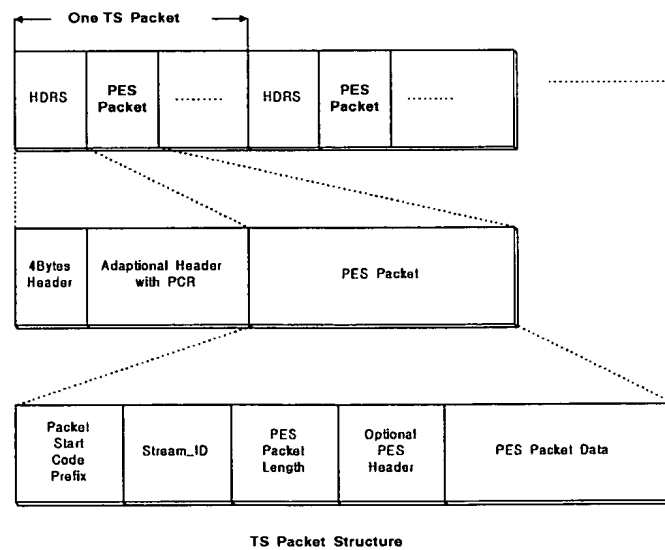 One TS Packet
HDRS
PES
Packet
........
HDRS
PES
Packet
........
4Bytes
Header
Adaptional Header
with PCR
PES Packet
Packet
Start
Code
Prefix
Stream_ID
PES
Packet
Length
Optional
PES
Header
PES Packet Data
TS Packet Structure